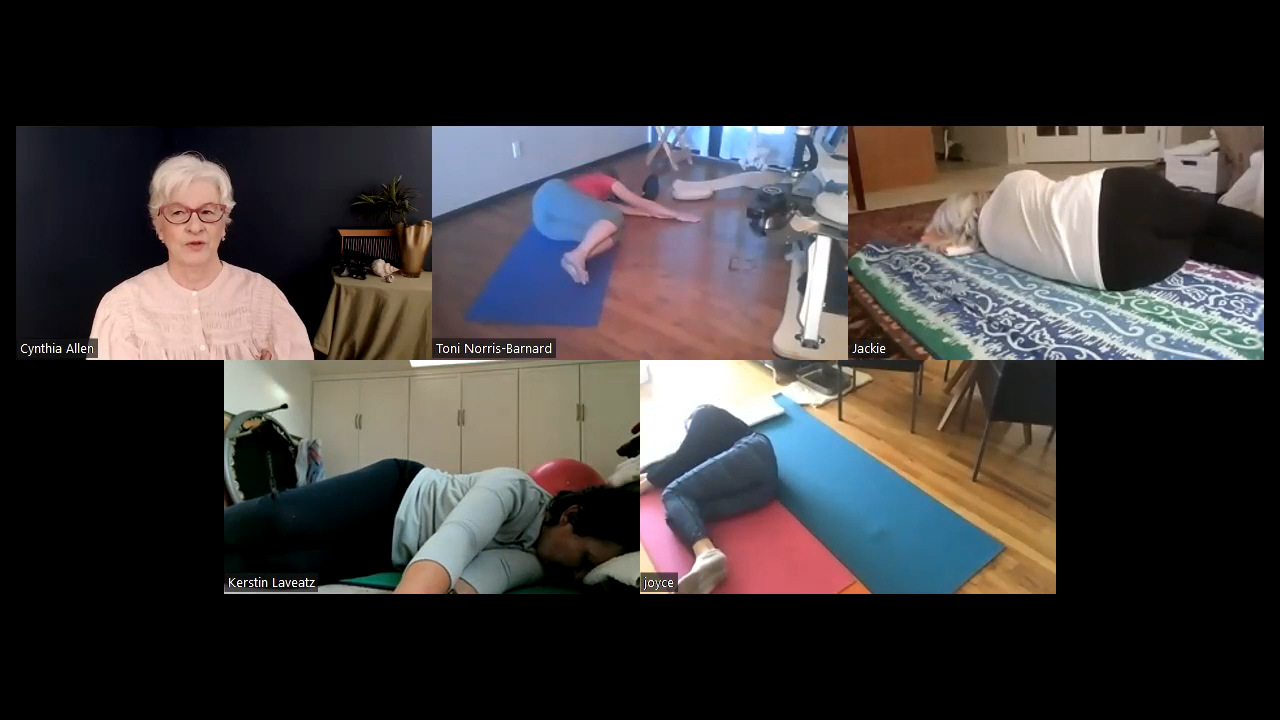 Cynthia Allen
Toni Norris-Barnard
Jackie
Kerstin Laveatz
joyce